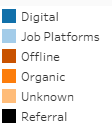 Digital
Job Platforms
Offline
Organic
Unknown
Referral